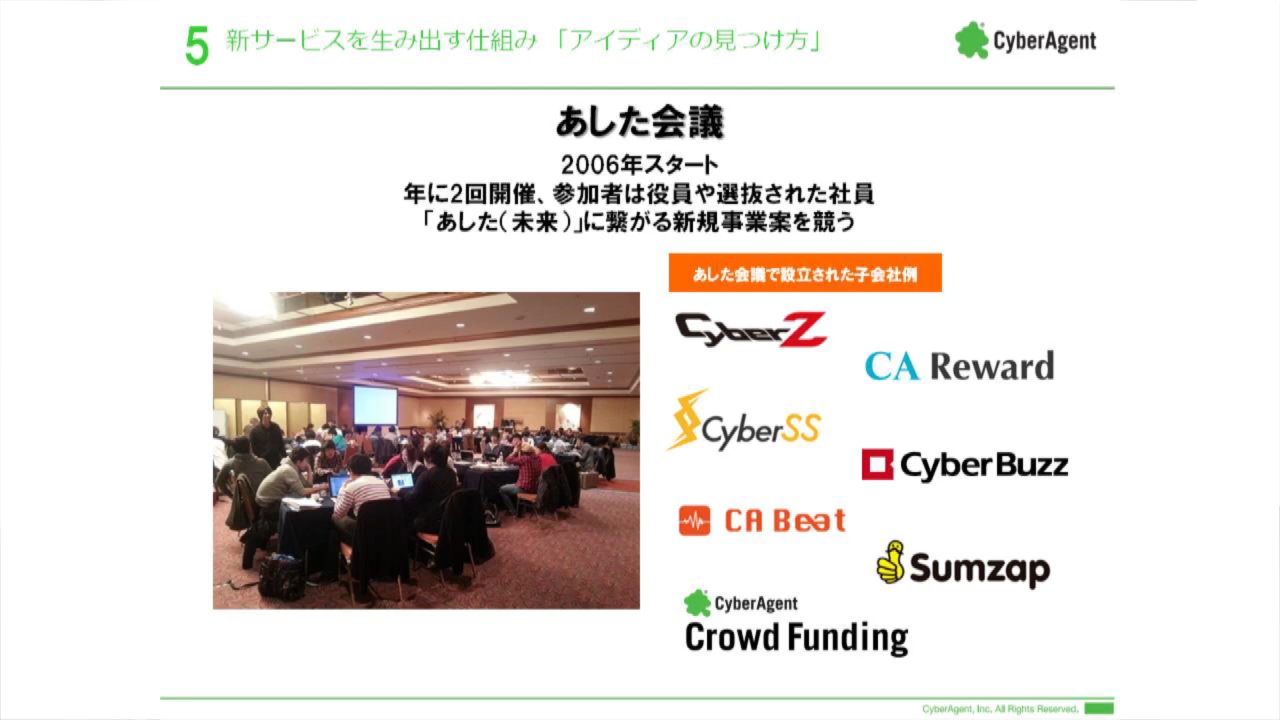 5 新サービスを生み出す仕組み 「アイディアの見つけ方」
CyberAgent
あした会議
2006年スタート
年に2回開催、参加者は役員や選抜された社員
「あした(未来)」に繋がる新規事業案を競う
あした会議で設立された子会社例
CyberZ
CA Reward
CyberSS
CyberBuzz
CA Beat
Sumzap
CyberAgent
Crowd Funding
CyberAgent, Inc. All Rights Reserved.